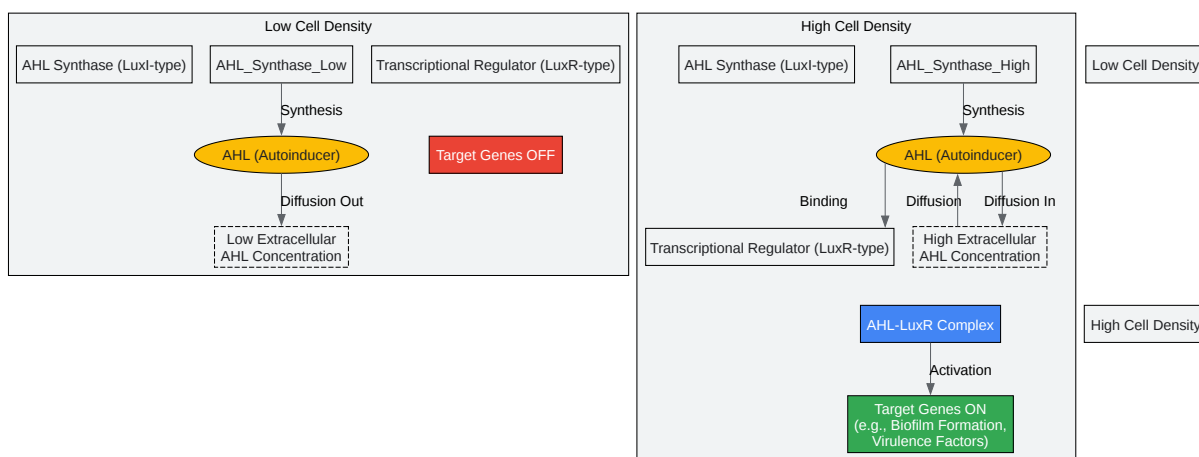 Low Cell Density
High Cell Density
AHL Synthase (LuxI-type)
AHL_Synthase_Low
Transcriptional Regulator (LuxR-type)
AHL Synthase (LuxI-type)
AHL_Synthase_High
Low Cell Density
Synthesis
Synthesis
AHL (Autoinducer)
Target Genes OFF
AHL (Autoinducer)
Diffusion Out
Binding
Diffusion
Diffusion In
Low Extracellular
AHL Concentration
Transcriptional Regulator (LuxR-type)
High Extracellular
AHL Concentration
AHL-LuxR Complex
High Cell Density
Activation
Target Genes ON
(e.g., Biofilm Formation,
Virulence Factors)